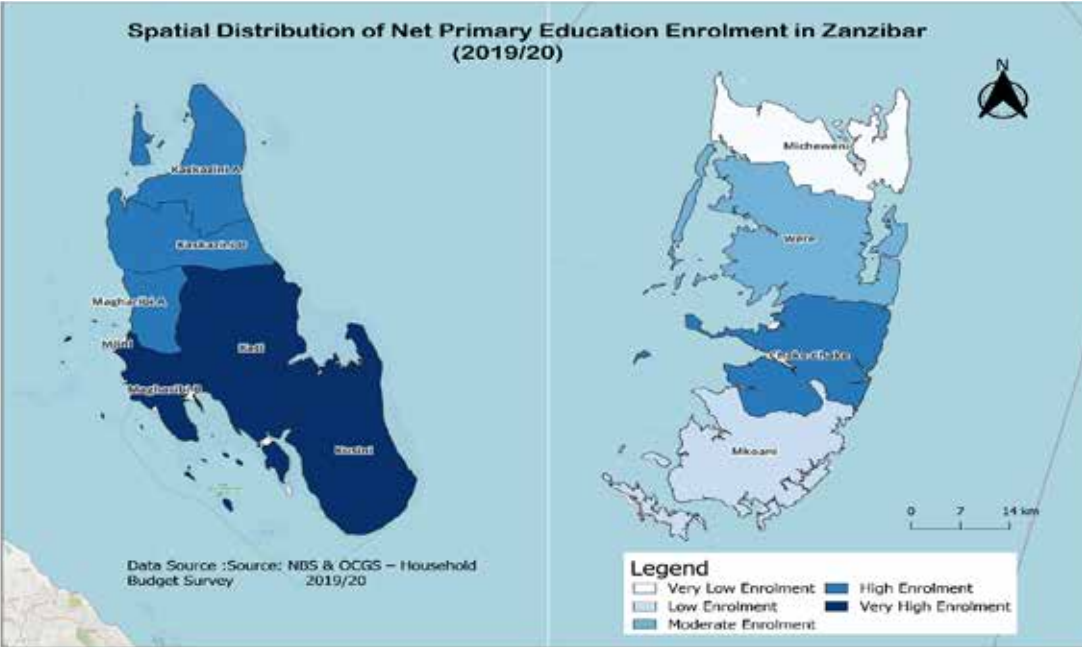 Spatial Distribution of Net Primary Education Enrolment in Zanzibar
(2019/20)
N
Kaskazini A
Kaskazini B
Magharibi A
Mjini
Kati
Magharibi B
Kusini
Micheweni
Wete
Chake Chake
Mkoani
0 7 14 km
Data Source :Source: NBS & OCGS – Household
Budget Survey 2019/20
Legend
Very Low Enrolment
Low Enrolment
Moderate Enrolment
High Enrolment
Very High Enrolment